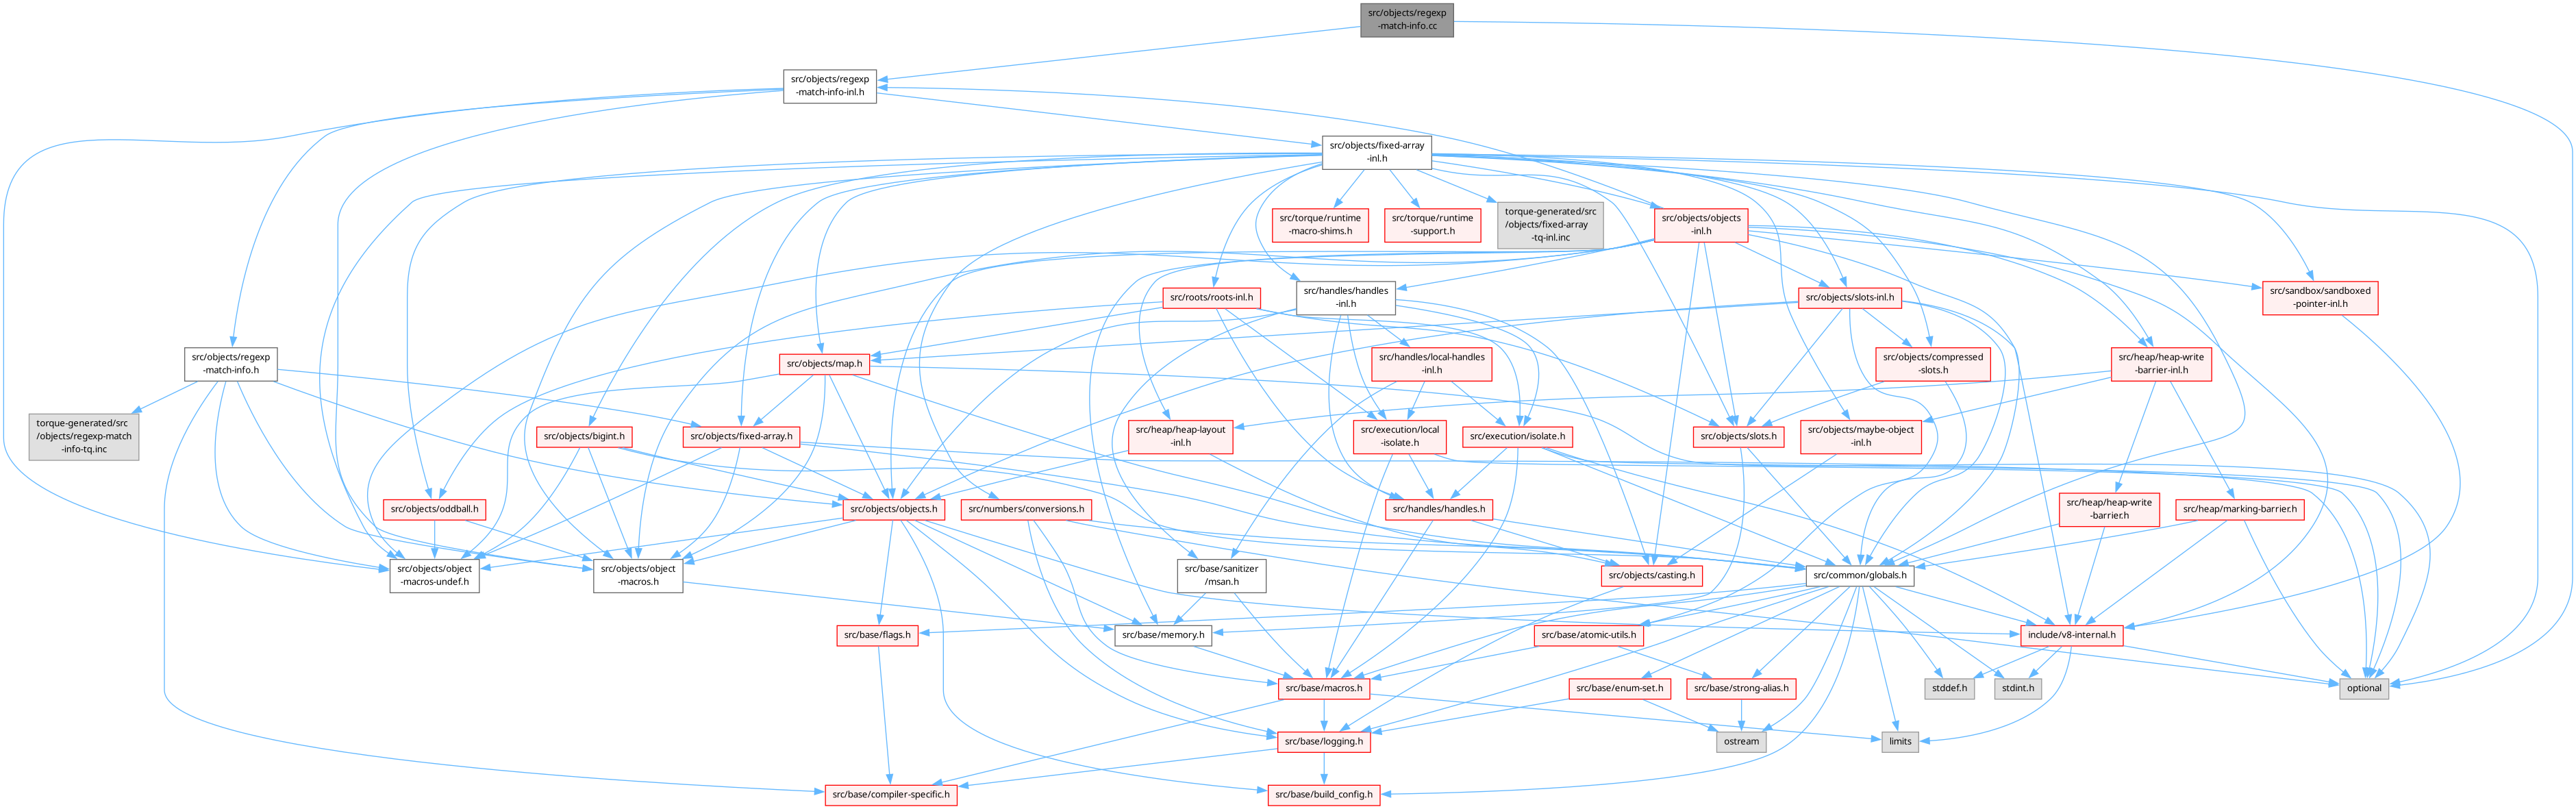 src/objects/regexp
-match-info.cc
src/objects/regexp
-match-info-inl.h
src/objects/fixed-array
-inl.h
src/torque/runtime
-macro-shims.h
src/torque/runtime
-support.h
torque-generated/src
/objects/fixed-array
-tq-inl.inc
src/objects/objects
-inl.h
src/roots/roots-inl.h
src/handles/handles
-inl.h
src/objects/slots-inl.h
src/sandbox/sandboxed
-pointer-inl.h
src/objects/regexp
-match-info.h
src/objects/map.h
src/handles/local-handles
-inl.h
src/objects/compressed
-slots.h
src/heap/heap-write
-barrier-inl.h
torque-generated/src
/objects/regexp-match
-info-tq.inc
src/objects/bigint.h
src/objects/fixed-array.h
src/heap/heap-layout
-inl.h
src/execution/local
-isolate.h
src/execution/isolate.h
src/objects/slots.h
src/objects/maybe-object
-inl.h
src/objects/oddball.h
src/objects/objects.h
src/numbers/conversions.h
src/handles/handles.h
src/heap/heap-write
-barrier.h
src/heap/marking-barrier.h
src/objects/object
-macros-undef.h
src/objects/object
-macros.h
src/base/sanitizer
/msan.h
src/objects/casting.h
src/common/globals.h
src/base/flags.h
src/base/memory.h
src/base/atomic-utils.h
include/v8-internal.h
src/base/macros.h
src/base/enum-set.h
src/base/strong-alias.h
stddef.h
stdint.h
optional
src/base/logging.h
ostream
limits
src/base/compiler-specific.h
src/base/build_config.h